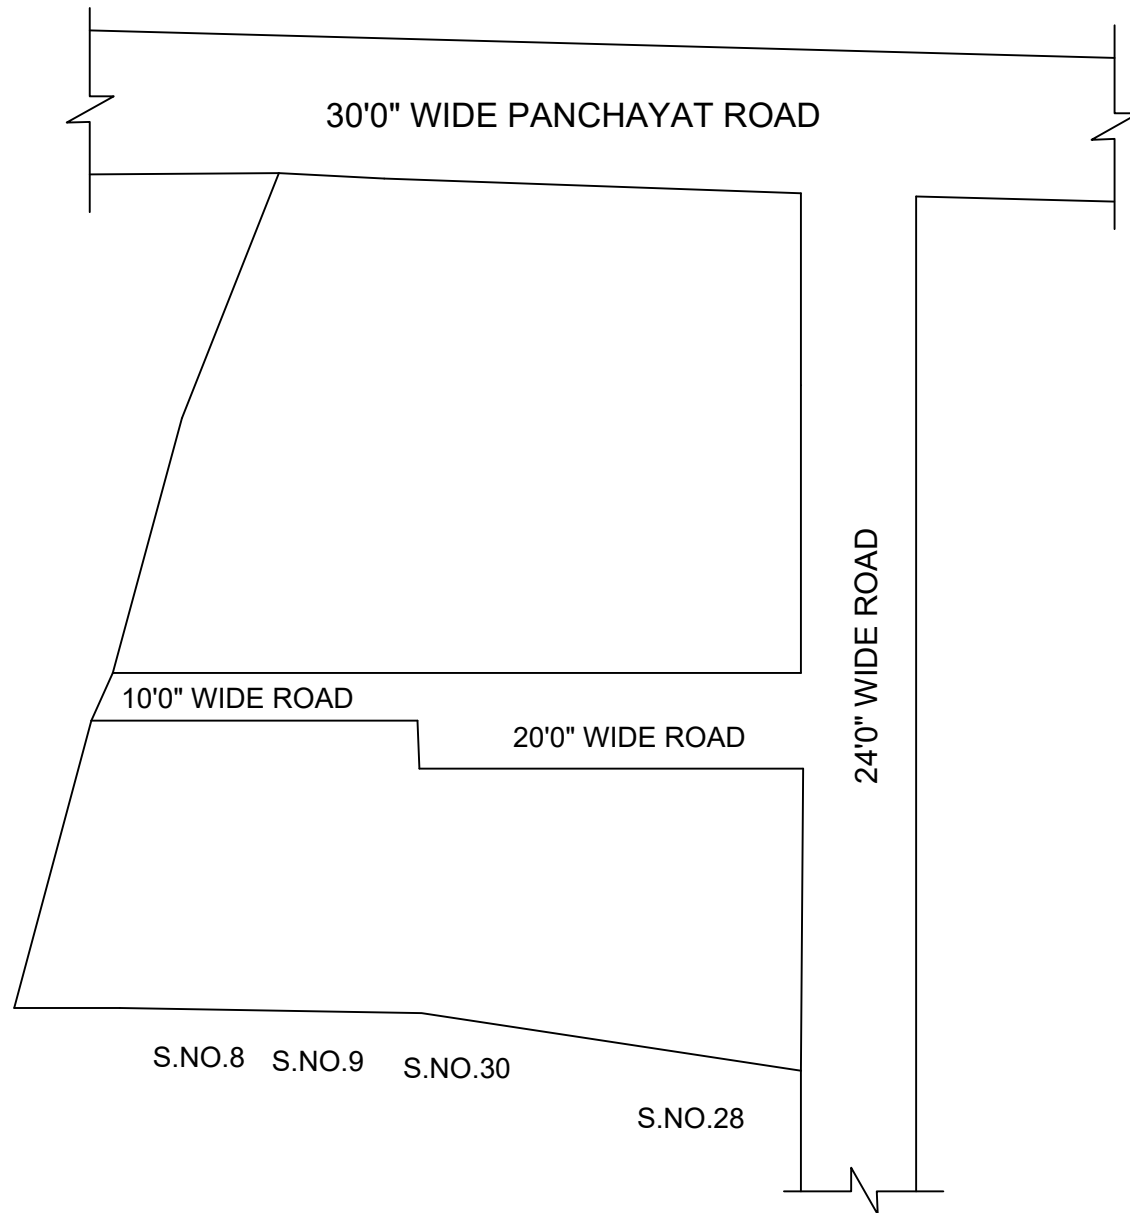 30'0" WIDE PANCHAYAT ROAD
24'0" WIDE ROAD
10'0" WIDE ROAD
20'0" WIDE ROAD
S.NO.8
S.NO.9
S.NO.30
S.NO.28